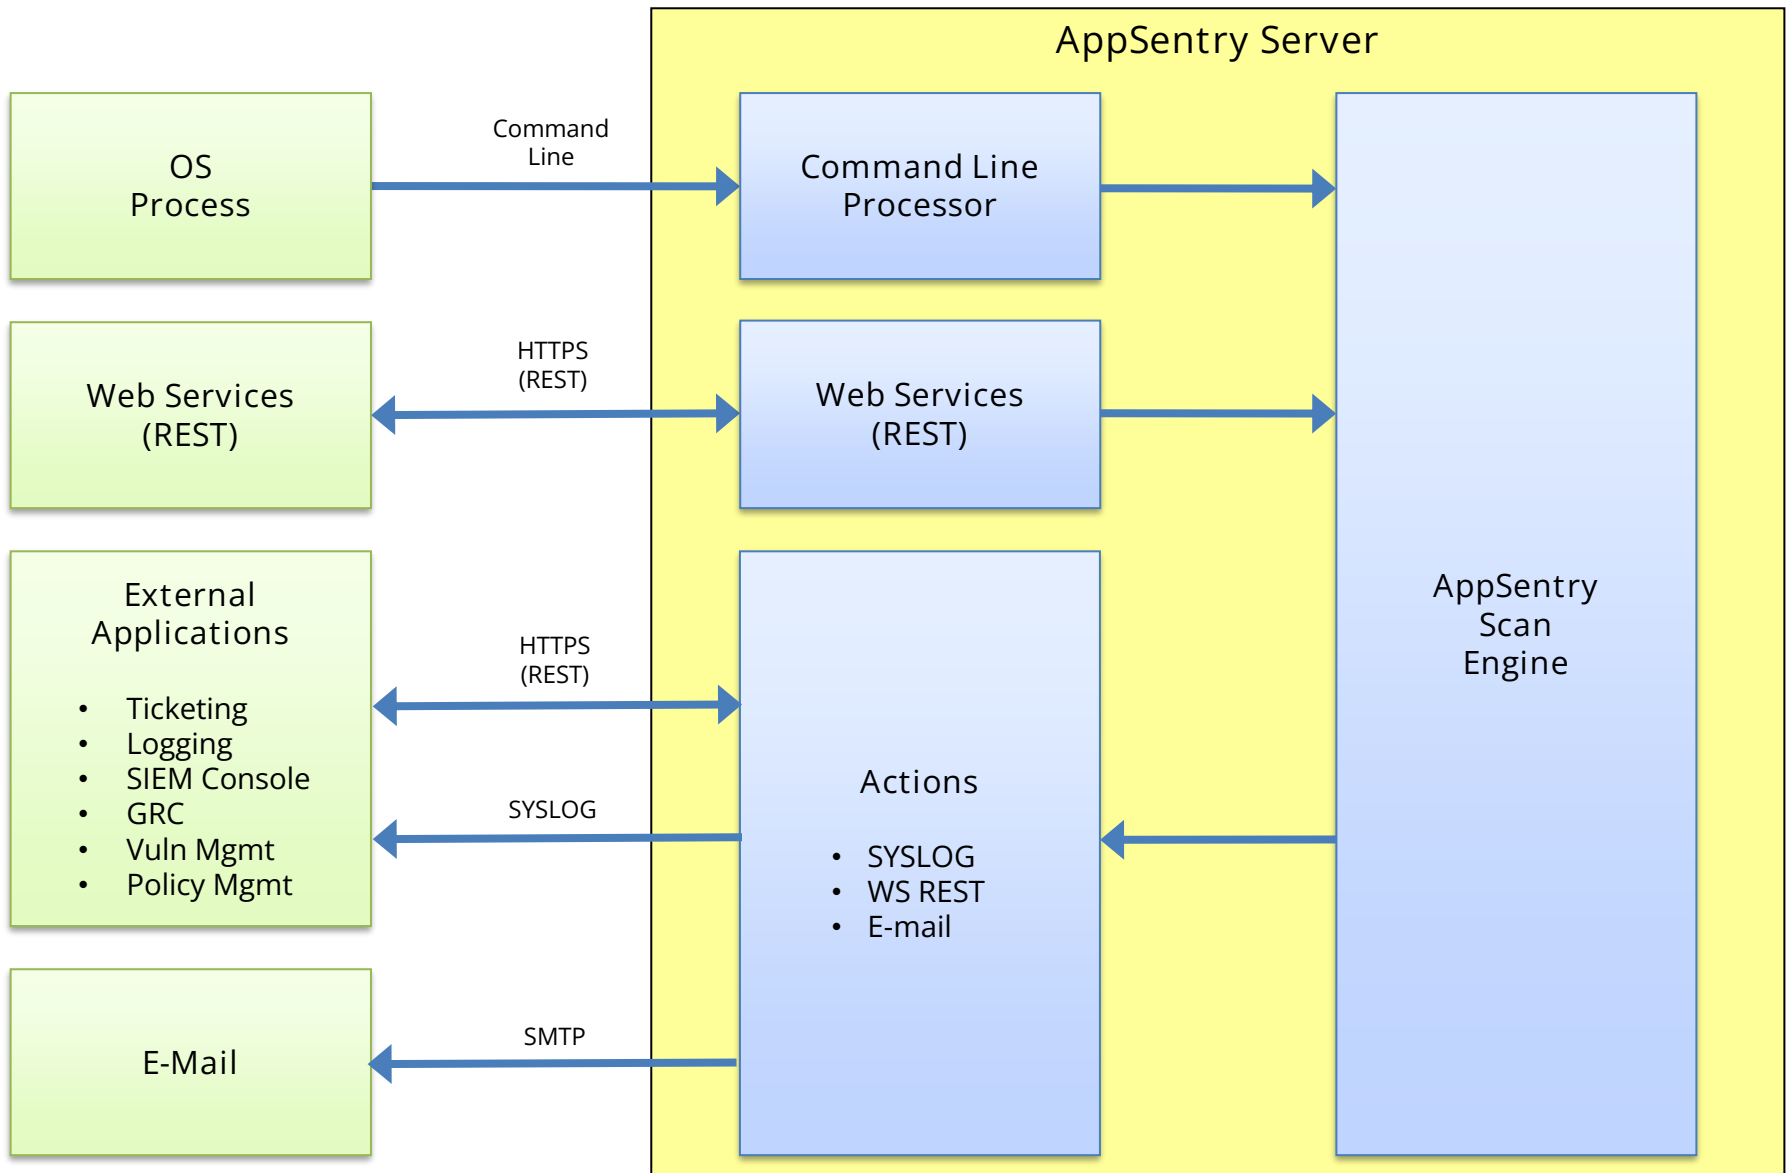 AppSentry Server
OS
Process
Command
Line
Command Line
Processor
Web Services
(REST)
HTTPS
(REST)
Web Services
(REST)
External
Applications
• Ticketing
• Logging
• SIEM Console
• GRC
• Vuln Mgmt
• Policy Mgmt
HTTPS
(REST)
SYSLOG
Actions
• SYSLOG
• WS REST
• E-mail
AppSentry
Scan
Engine
E-Mail
SMTP